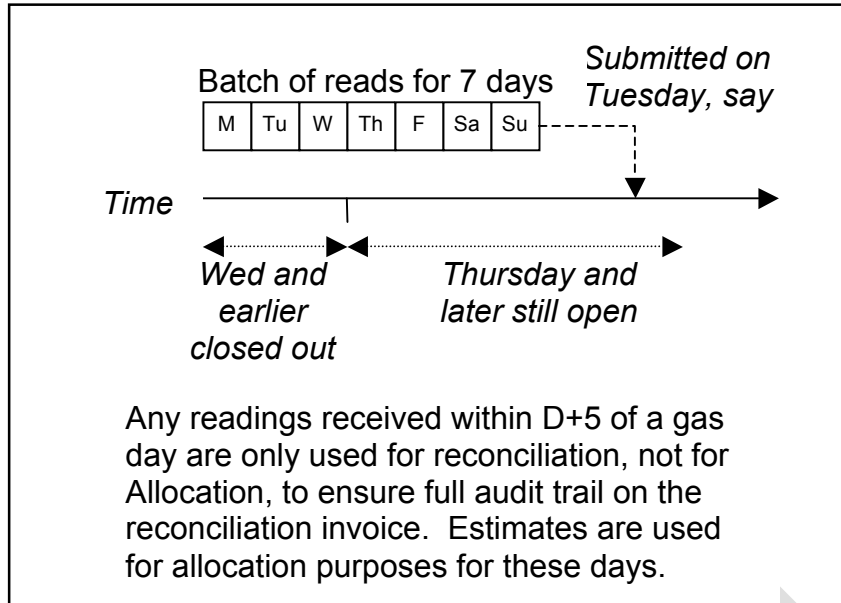 Submitted on
Tuesday, say
Batch of reads for 7 days
M Tu W Th F Sa Su
Time
Wed and
earlier
closed out
Thursday and
later still open
Any readings received within D+5 of a gas
day are only used for reconciliation, not for
Allocation, to ensure full audit trail on the
reconciliation invoice.  Estimates are used
for allocation purposes for these days.